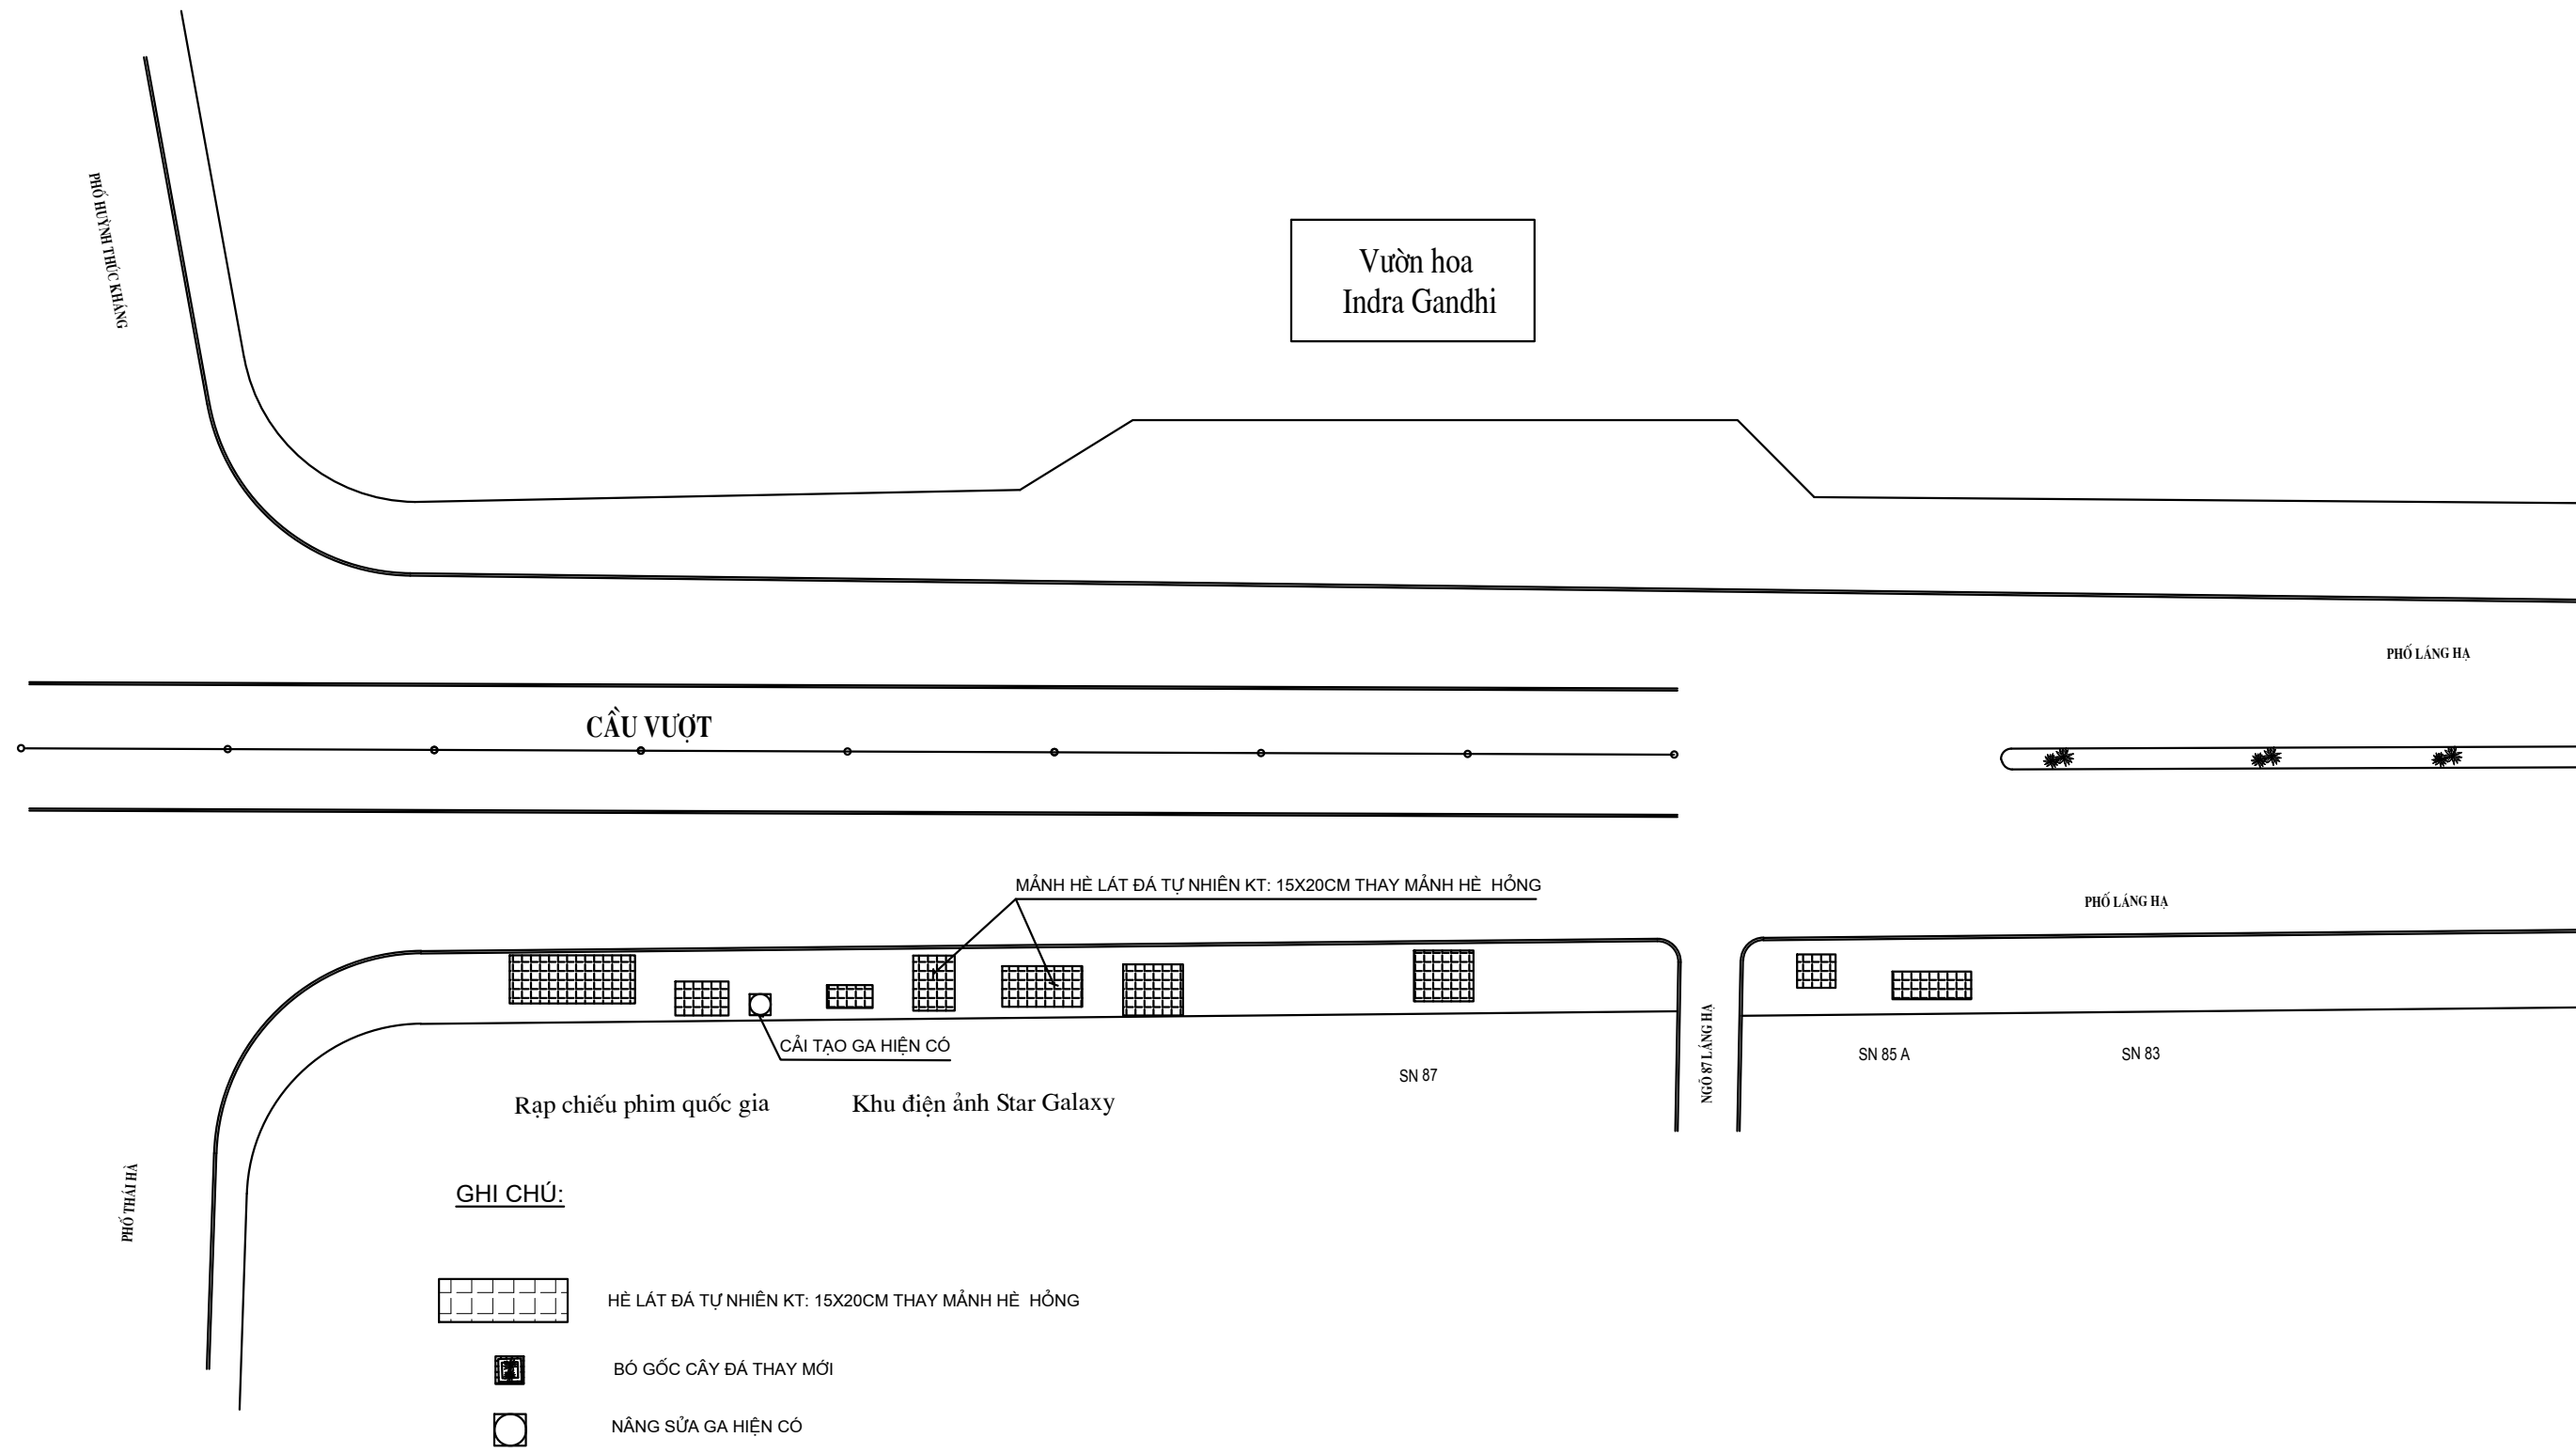 PHỐ HUỲNH THÚC KHÁNG
Vườn hoa
Indra Gandhi
PHỐ LÁNG HẠ
CẦU VƯỢT
MẢNH HÈ LÁT ĐÁ TỰ NHIÊN KT: 15X20CM THAY MẢNH HÈ HỎNG
PHỐ LÁNG HẠ
CẢI TẠO GA HIỆN CÓ
SN 87
NGÕ 87 LÁNG HẠ
SN 85 A
SN 83
Rạp chiếu phim quốc gia
Khu điện ảnh Star Galaxy
PHỐ THÁI HÀ
GHI CHÚ:
HÈ LÁT ĐÁ TỰ NHIÊN KT: 15X20CM THAY MẢNH HÈ HỎNG
BÓ GỐC CÂY ĐÁ THAY MỚI
NÂNG SỬA GA HIỆN CÓ